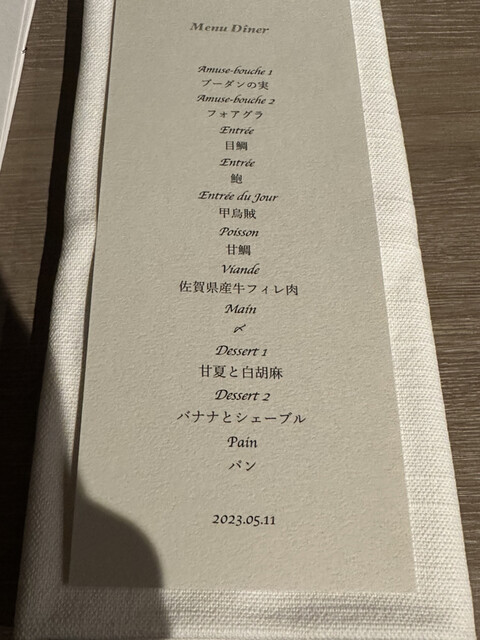 Menu Dîner
Amuse-bouche 1
ブーダンの実
Amuse-bouche 2
フォアグラ
Entrée
目鯛
Entrée
鮑
Entrée du Jour
甲烏賊
Poisson
甘鯛
Viande
佐賀県産牛フィレ肉
Main
〆
Dessert 1
甘夏と白胡麻
Dessert 2
バナナとシェーブル
Pain
パン
2023.05.11